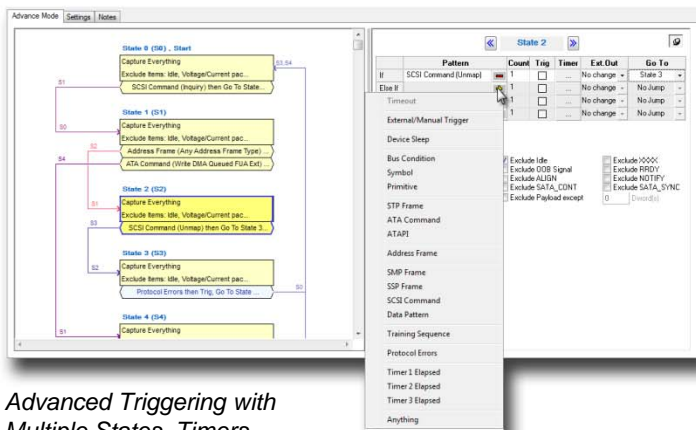 Advance Mode Settings Notes
State 0 (S0) , Start
Capture Everything
Exclude items: Idle, Voltage/Current pac...
SCSI Command (Inquiry) then Go To State...
S3,S4
S1
State 1 (S1)
S0
Capture Everything
Exclude items: Idle, Voltage/Current pac...
S2
Address Frame (Any Address Frame Type) ...
S4
ATA Command (Write DMA Queued FUA Ext) ...
State 2 (S2)
S1
Capture Everything
Exclude items: Idle, Voltage/Current pac...
S3
SCSI Command (Unmap) then Go To State 3...
State 3 (S3)
S2
Capture Everything
Exclude items: Idle, Voltage/Current pac...
S0
Protocol Errors then Trig, Go To State ...
State 4 (S4)
S1
Capture Everything
State 2
Pattern Count Trig Timer Ext.Out Go To
If SCSI Command (Unmap) 1 ... No change State 3
Else If 1 ... No change No Jump
1 ... No change No Jump
Timeout
External/Manual Trigger
Device Sleep
Bus Condition
Symbol
Primitive
STP Frame
ATA Command
ATAPI
Address Frame
SMP Frame
SSP Frame
SCSI Command
Data Pattern
Training Sequence
Protocol Errors
Timer 1 Elapsed
Timer 2 Elapsed
Timer 3 Elapsed
Anything
Exclude Idle Exclude XXXX
Exclude OOB Signal Exclude RRDY
Exclude ALIGN Exclude NOTIFY
Exclude SATA_CONT Exclude SATA_SYNC
Exclude Payload except 0 Dword(s)
Advanced Triggering with
Multiple States, Timers